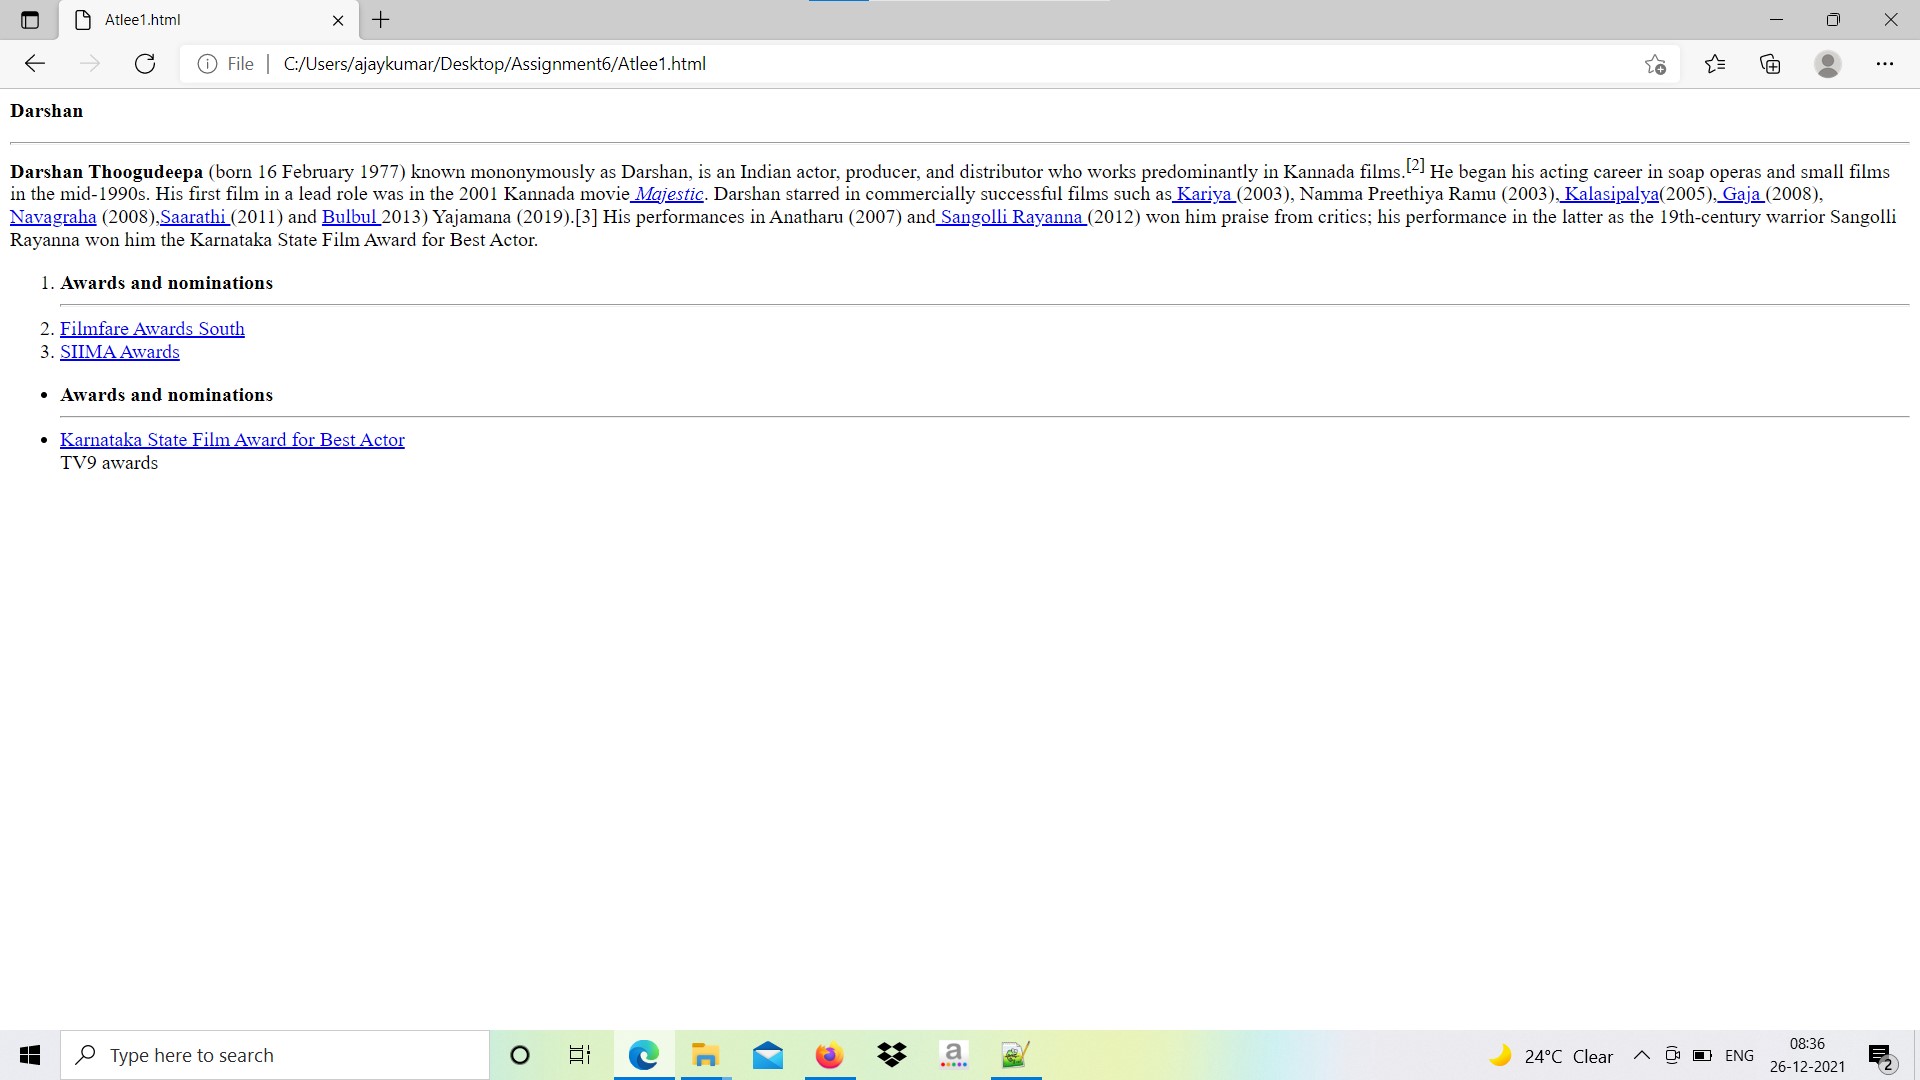 Atlee1.html
File | C:/Users/ajaykumar/Desktop/Assignment6/Atlee1.html
Darshan
Darshan Thoogudeepa (born 16 February 1977) known mononymously as Darshan, is an Indian actor, producer, and distributor who works predominantly in Kannada films.[2] He began his acting career in soap operas and small films
in the mid-1990s. His first film in a lead role was in the 2001 Kannada movie Majestic. Darshan starred in commercially successful films such as Kariya (2003), Namma Preethiya Ramu (2003), Kalasipalya(2005), Gaja (2008),
Navagraha (2008),Saarathi (2011) and Bulbul 2013) Yajamana (2019).[3] His performances in Anatharu (2007) and Sangolli Rayanna (2012) won him praise from critics; his performance in the latter as the 19th-century warrior Sangolli
Rayanna won him the Karnataka State Film Award for Best Actor.
1. Awards and nominations
2. Filmfare Awards South
3. SIIMA Awards
• Awards and nominations
• Karnataka State Film Award for Best Actor
TV9 awards
Type here to search
a
24°C Clear
ENG
08:36
26-12-2021
2